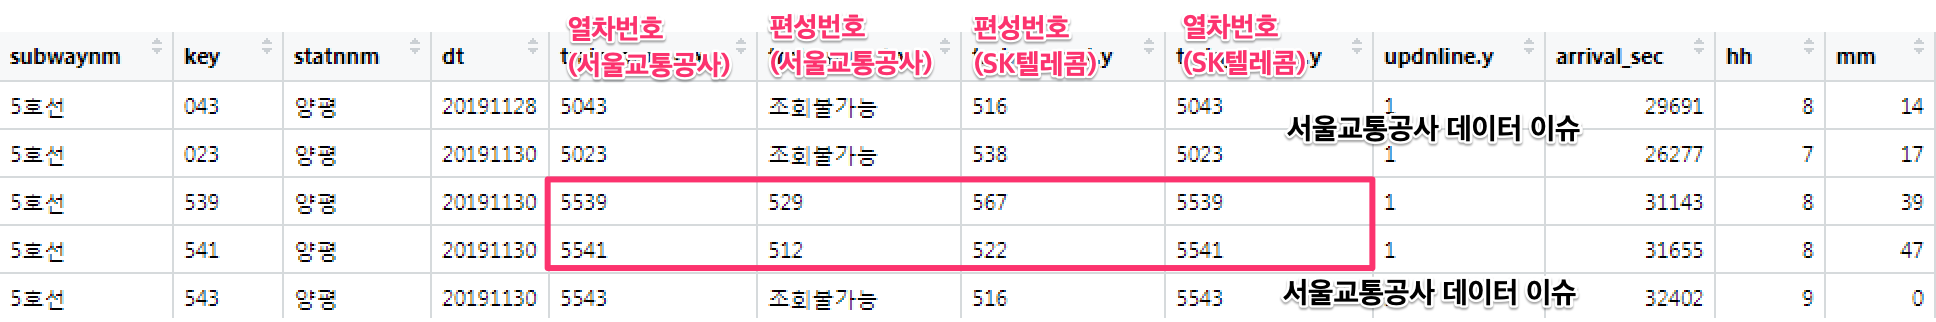 열차번호 편성번호 편성번호 열차번호
(서울교통공사) (서울교통공사) (SK텔레콤) (SK텔레콤)
subwaynm key statnnm dt updnline.y arrival_sec hh mm
5호선 043 양평 20191128 5043 조회불가능 516 5043 1 29691 8 14
서울교통공사 데이터 이슈
5호선 023 양평 20191130 5023 조회불가능 538 5023 1 26277 7 17
5호선 539 양평 20191130 5539 529 567 5539 1 31143 8 39
5호선 541 양평 20191130 5541 512 522 5541 1 31655 8 47
5호선 543 양평 20191130 5543 조회불가능 516 5543 32402 9 0
서울교통공사 데이터 이슈